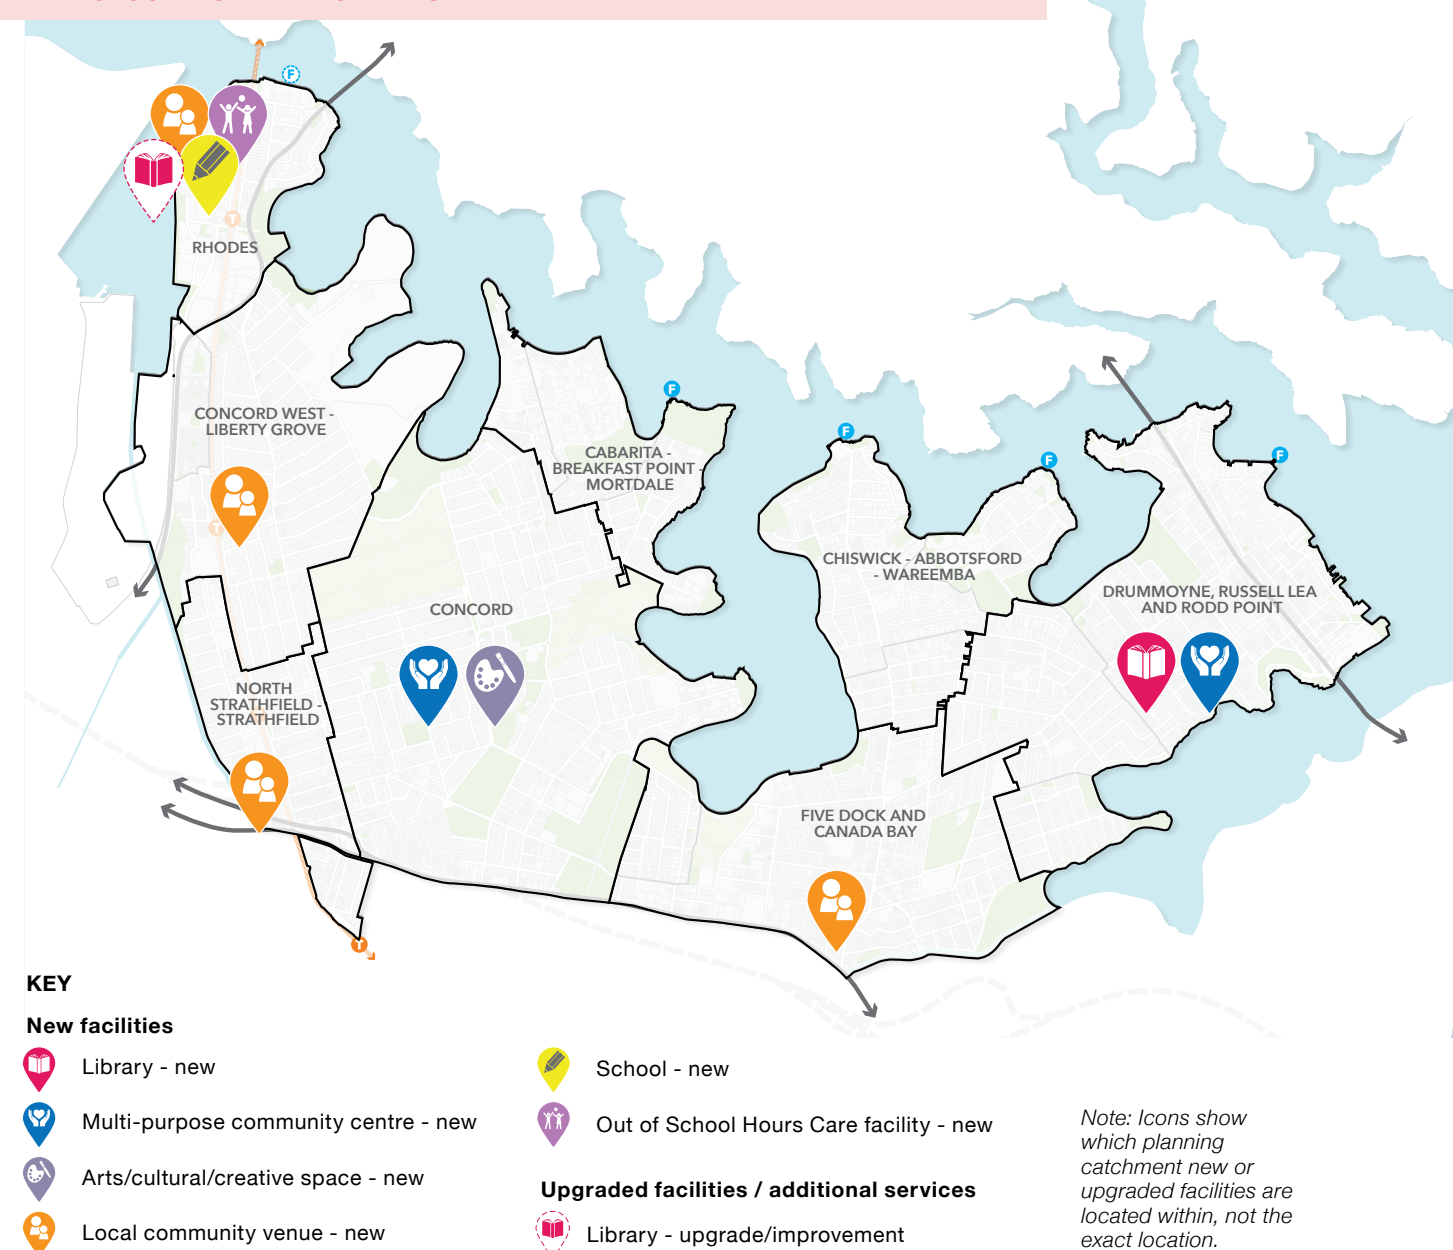 F
T
RHODES
CONCORD WEST -
LIBERTY GROVE
F
CABARITA -
BREAKFAST POINT -
MORTDALE
F
F
F
T
CHISWICK - ABBOTSFORD
- WAREEMBA
DRUMMOYNE, RUSSELL LEA
AND RODD POINT
CONCORD
NORTH
STRATHFIELD -
STRATHFIELD
FIVE DOCK AND
CANADA BAY
T
KEY
New facilities
Library - new
Multi-purpose community centre - new
Arts/cultural/creative space - new
Local community venue - new
School - new
Out of School Hours Care facility - new
Upgraded facilities / additional services
Library - upgrade/improvement
Note: Icons show
which planning
catchment new or
upgraded facilities are
located within, not the
exact location.